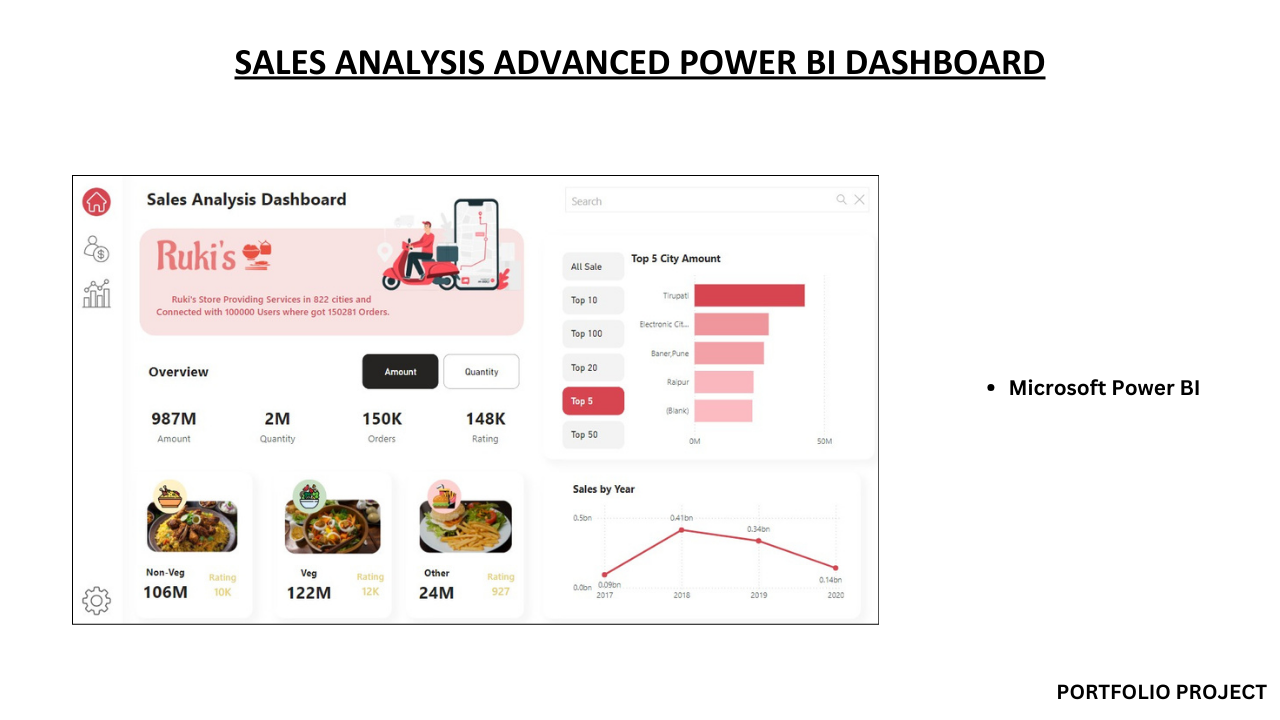 SALES ANALYSIS ADVANCED POWER BI DASHBOARD
Sales Analysis Dashboard
Ruki's
Ruki's Store Providing Services in 822 cities and
Connected with 100000 Users where got 150281 Orders.
Overview
Amount
Quantity
987M
Amount
2M
Quantity
150K
Orders
148K
Rating
Non-Veg
106M
Rating
10K
Veg
122M
Rating
12K
Other
24M
Rating
927
Search
All Sale
Top 10
Top 100
Top 20
Top 5
Top 50
Top 5 City Amount
Tirupati
Electronic Cit...
Baner,Pune
Raipur
(Blank)
0M
50M
Sales by Year
0.5bn
0.0bn
0.09bn
0.41bn
0.34bn
0.14bn
2017
2018
2019
2020
• Microsoft Power BI
PORTFOLIO PROJECT